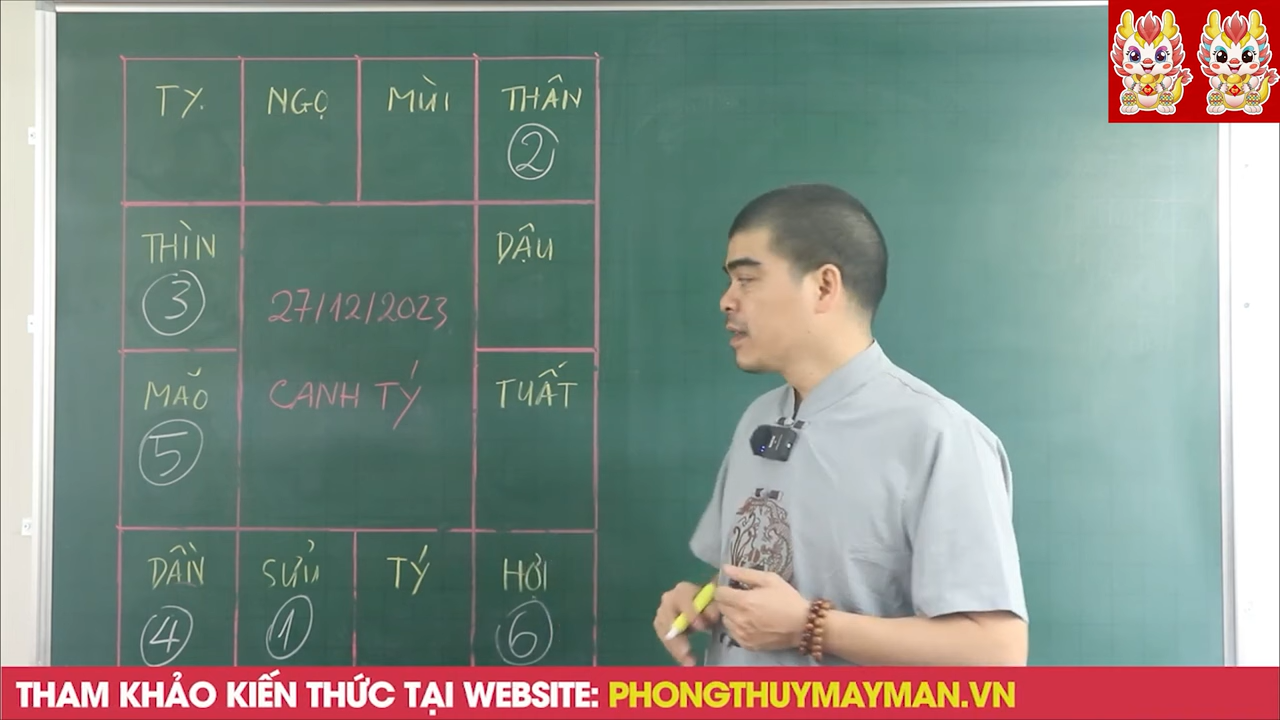 TỴ. NGỌ MÙI THÂN
2
THÌN DẬU
3
27/12/2023
CANH TÝ
MÃO TUẤT
5
DẦN SỬU TÝ HỢI
4 1 6
THAM KHẢO KIẾN THỨC TẠI WEBSITE: PHONGTHUYMAYMAN.VN